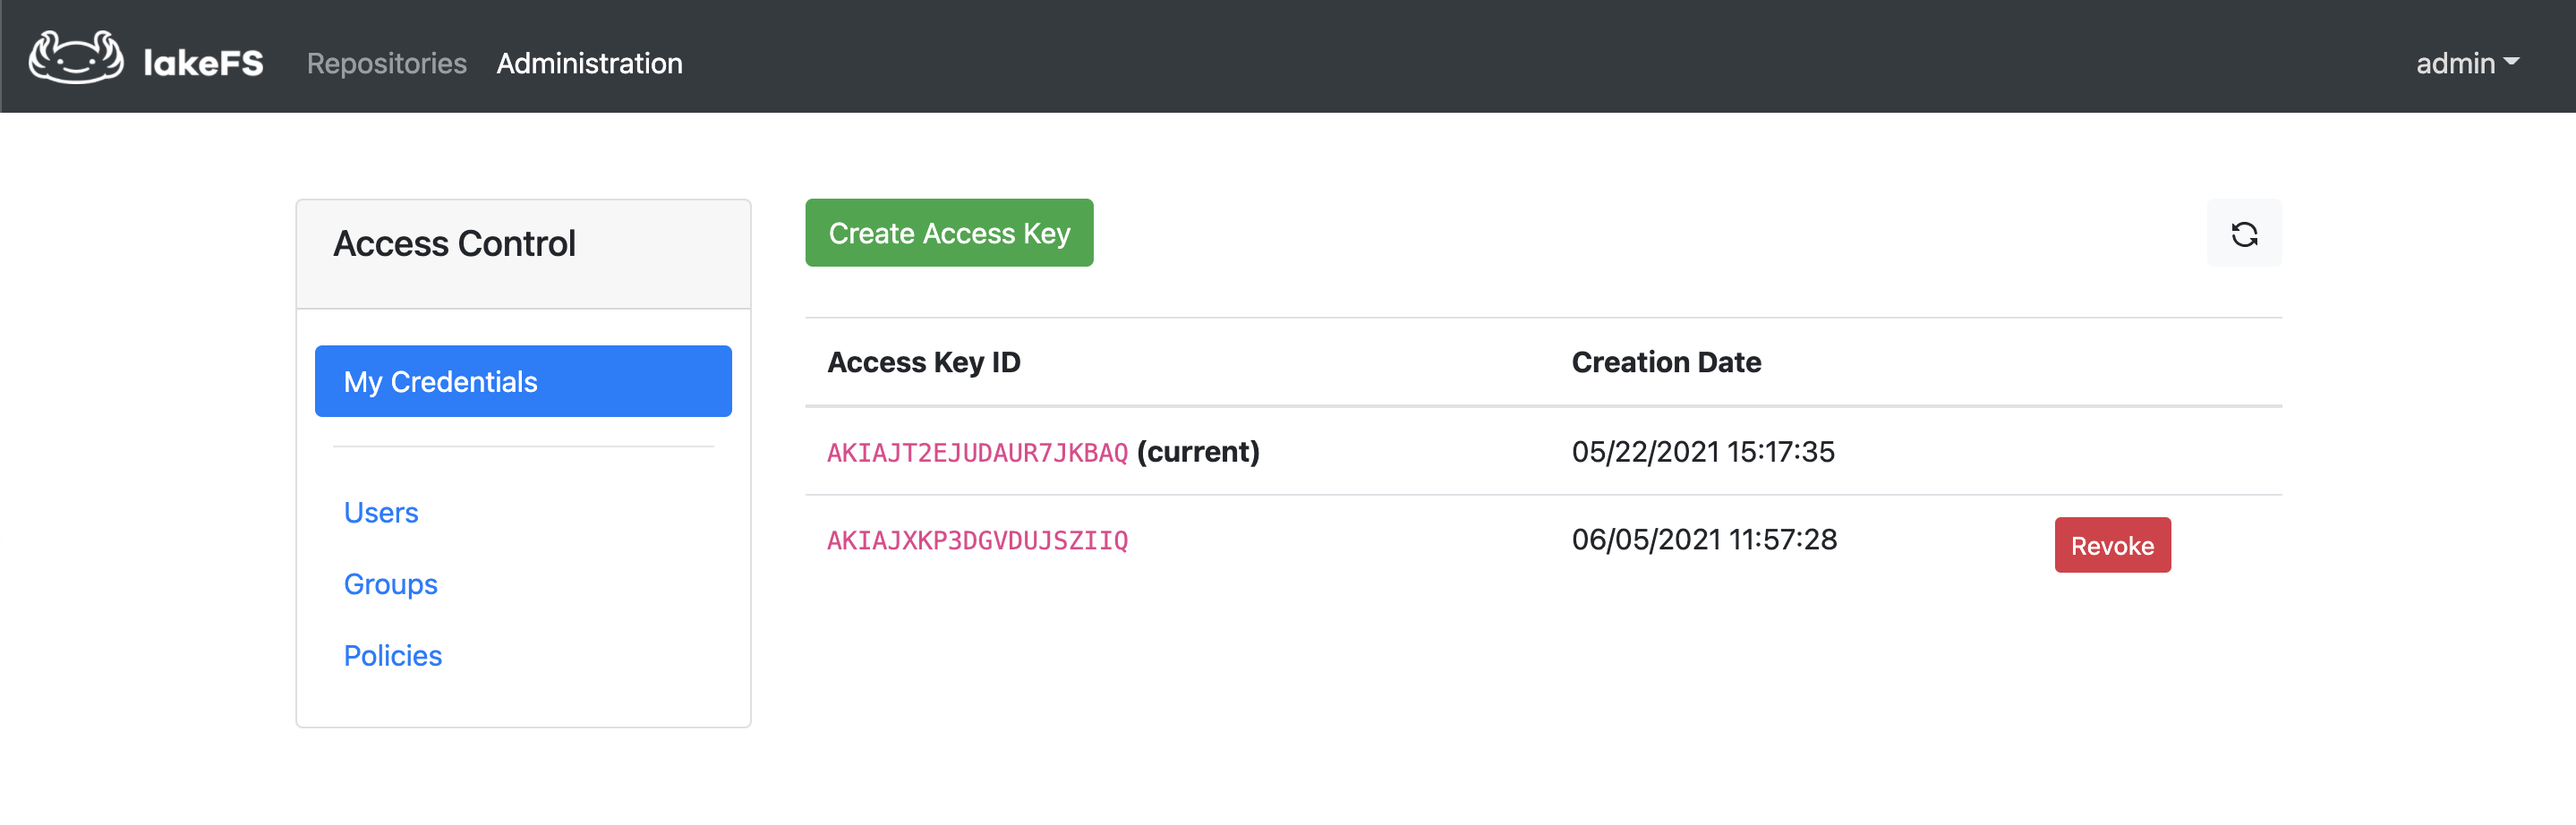 lakeFS Repositories Administration admin
Access Control
My Credentials
Users
Groups
Policies
Create Access Key
Access Key ID Creation Date
AKIAJT2EJUDAUR7JKBAQ (current) 05/22/2021 15:17:35
AKIAJXKP3DGVDUJSZIIQ 06/05/2021 11:57:28 Revoke